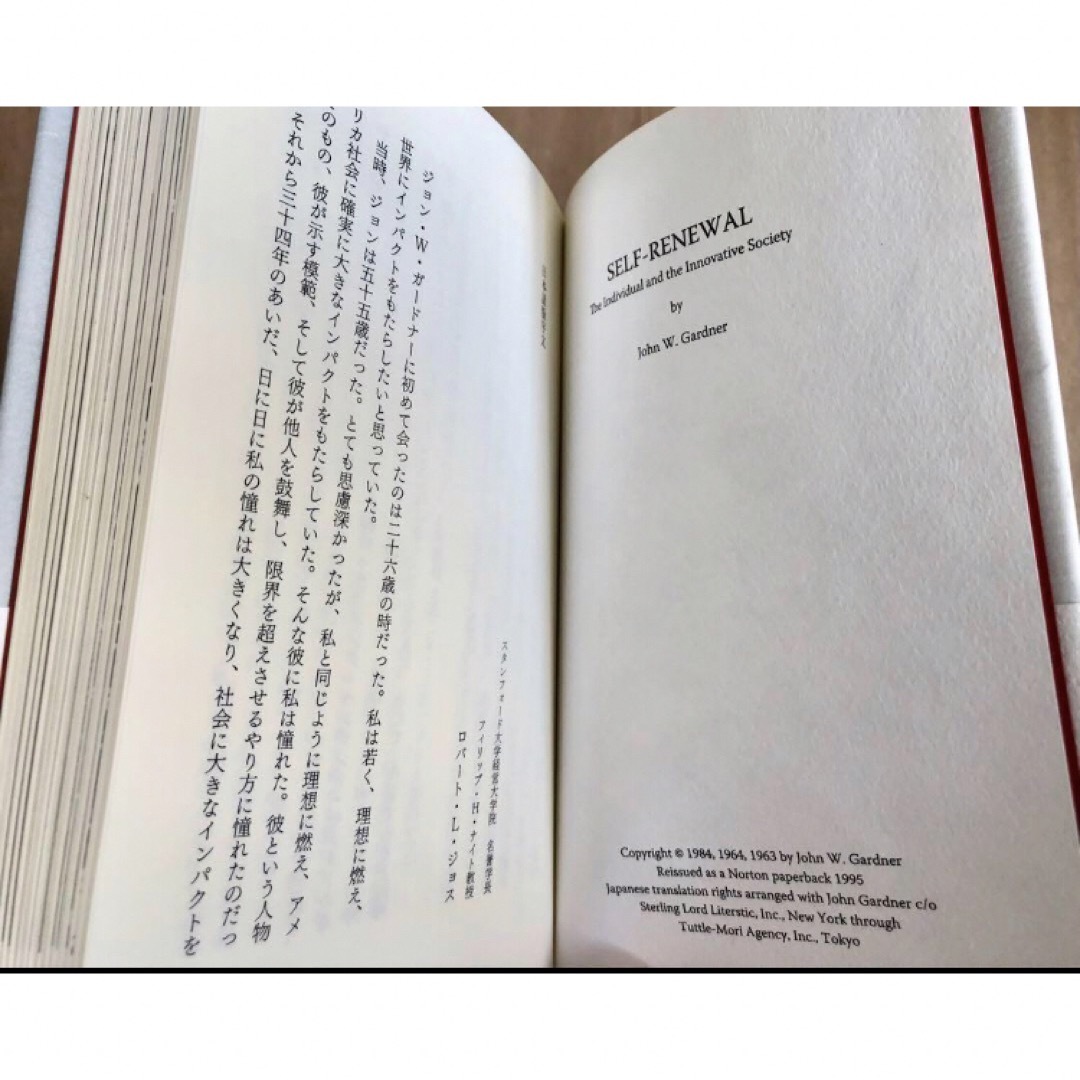 SELF-RENEWAL
The Individual and the Innovative Society
by
John W. Gardner
Copyright © 1984, 1964, 1963 by John W. Gardner
Reissued as a Norton paperback 1995
Japanese translation rights arranged with John Gardner c/o
Sterling Lord Literstic, Inc., New York through
Tuttle-Mori Agency, Inc., Tokyo
スタンフォード大学経営大学院 名誉学長
フィリップ・H・ナイト教授
ロバート・L・ジョス
ジョン・W・ガードナーに初めて会ったのは二十六歳の時だった。私は若く、理想に燃え、
世界にインパクトをもたらしたいと思っていた。
当時、ジョンは五十五歳だった。とても思慮深かったが、私と同じように理想に燃え、アメ
リカ社会に確実に大きなインパクトをもたらしていた。そんな彼に私は憧れた。彼という人物
のもの、彼が示す模範、そして彼が他人を鼓舞し、限界を超えさせるやり方に憧れたのだっ
それから三十四年のあいだ、日に日に私の憧れは大きくなり、社会に大きなインパクトを